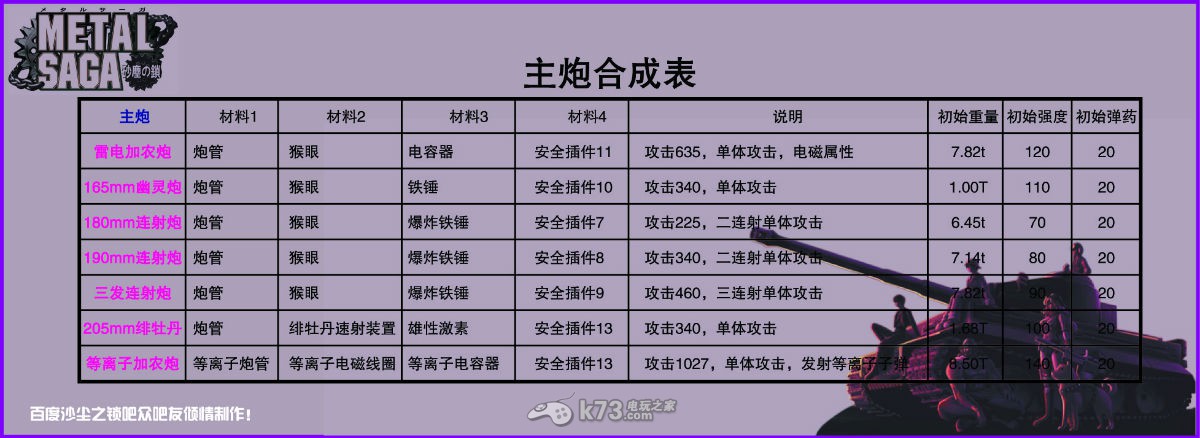 メタルサーガ
METAL
SAGA 砂塵の鎖
主炮合成表
主炮 材料1 材料2 材料3 材料4 说明 初始重量 初始强度 初始弹药
雷电加农炮 炮管 猴眼 电容器 安全插件11 攻击635，单体攻击，电磁属性 7.82t 120 20
165mm幽灵炮 炮管 猴眼 铁锤 安全插件10 攻击340，单体攻击 1.00T 110 20
180mm连射炮 炮管 猴眼 爆炸铁锤 安全插件7 攻击225，二连射单体攻击 6.45t 70 20
190mm连射炮 炮管 猴眼 爆炸铁锤 安全插件8 攻击340，二连射单体攻击 7.14t 80 20
三发连射炮 炮管 猴眼 爆炸铁锤 安全插件9 攻击460，三连射单体攻击 7.82t 90 20
205mm绯牡丹 炮管 绯牡丹速射装置 雄性激素 安全插件13 攻击340，单体攻击 1.68T 100 20
等离子加农炮 等离子炮管 等离子电磁线圈 等离子电容器 安全插件13 攻击1027，单体攻击，发射等离子子弹 8.50T 140 20
百度沙尘之锁吧众吧友倾情制作！
k73.com 电玩之家